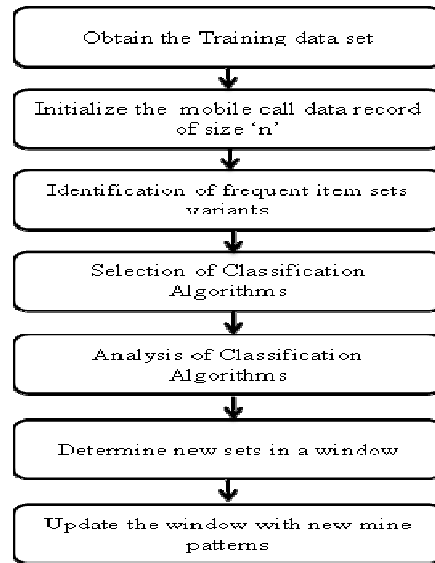 Obtain the Training data set
Initialize the mobile call data record
of size ‘n’
Identification of frequent item sets
variants
Selection of Classification
Algorithms
Analysis of Classification
Algorithms
Determine new sets in a window
Update the window with new mine
patterns